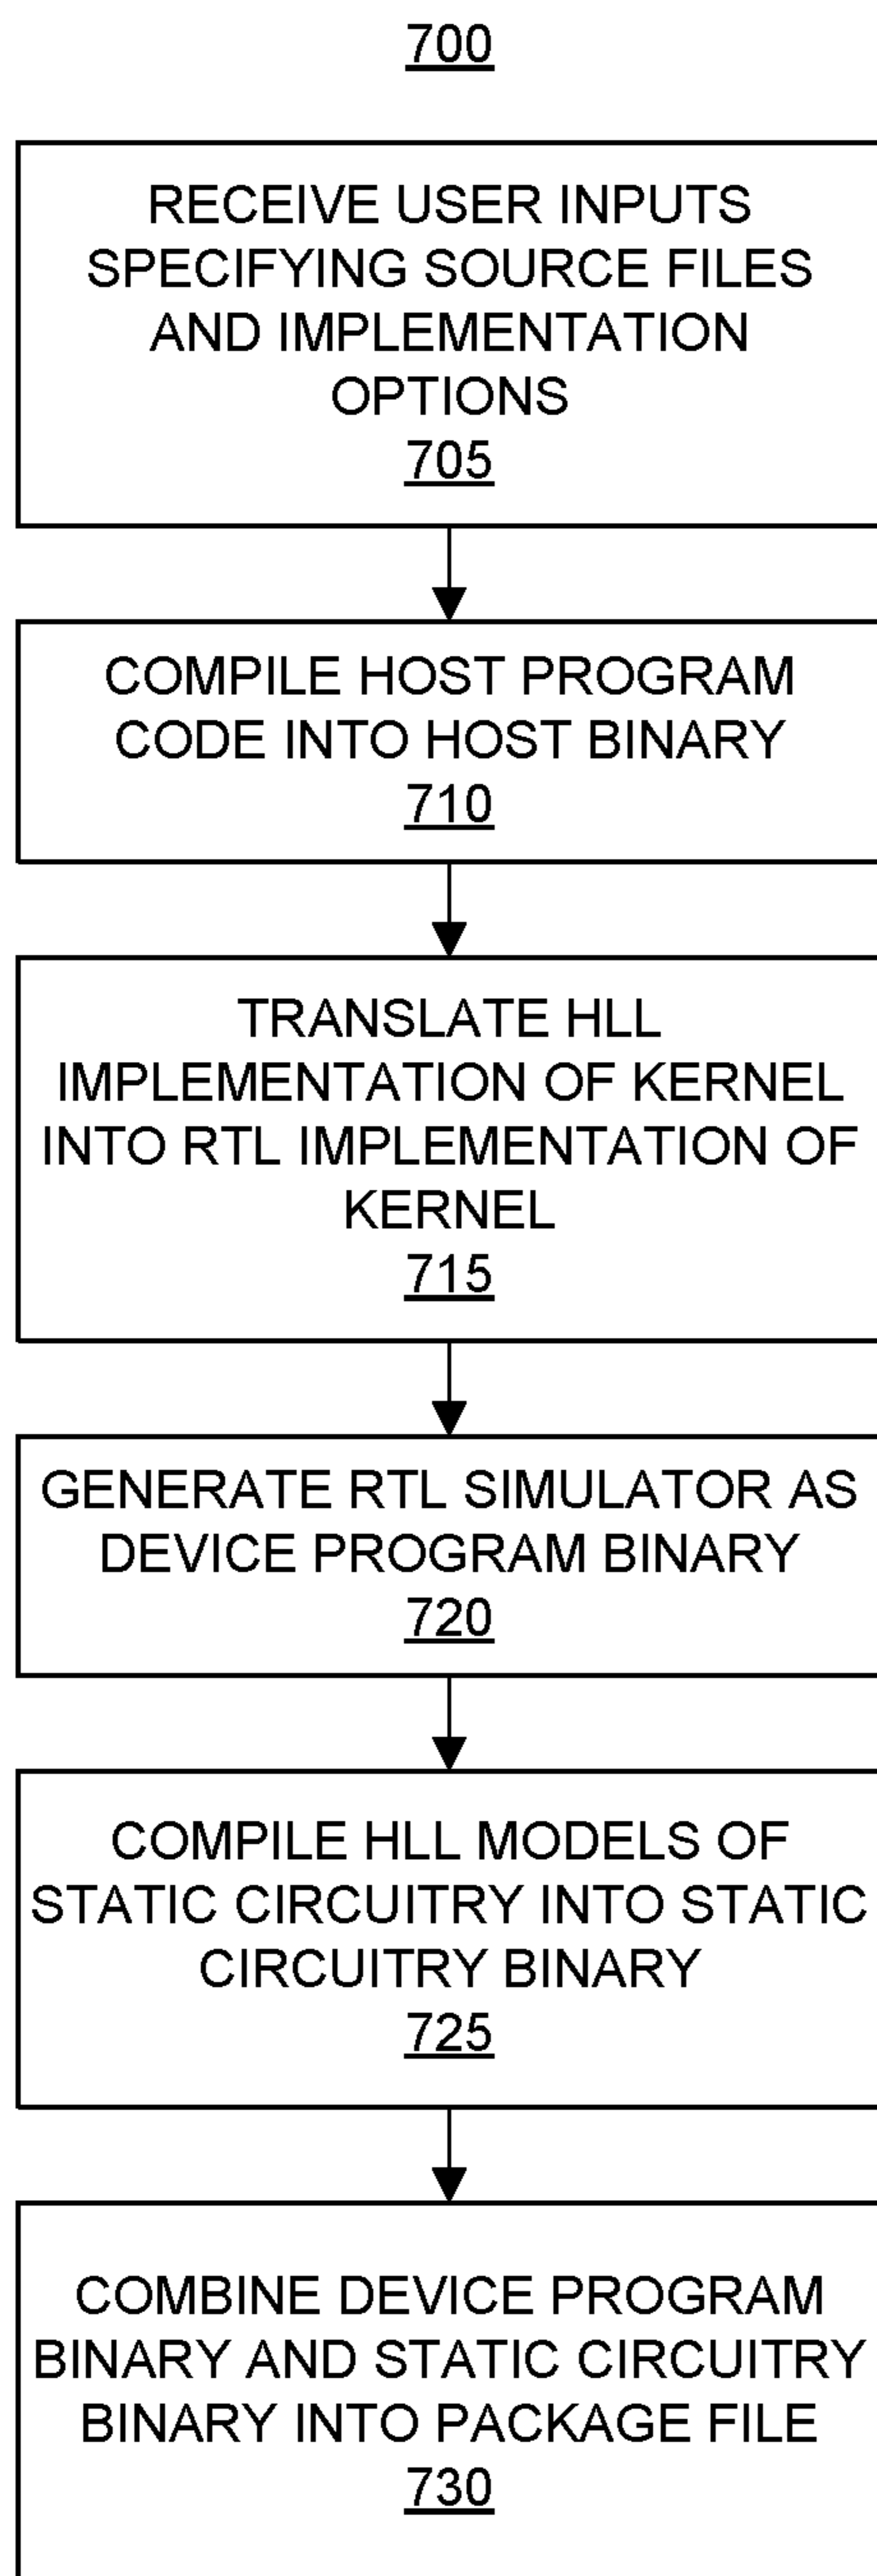 700
RECEIVE USER INPUTS
SPECIFYING SOURCE FILES
AND IMPLEMENTATION
OPTIONS
705
COMPILE HOST PROGRAM
CODE INTO HOST BINARY
710
TRANSLATE HLL
IMPLEMENTATION OF KERNEL
INTO RTL IMPLEMENTATION OF
KERNEL
715
GENERATE RTL SIMULATOR AS
DEVICE PROGRAM BINARY
720
COMPILE HLL MODELS OF
STATIC CIRCUITRY INTO STATIC
CIRCUITRY BINARY
725
COMBINE DEVICE PROGRAM
BINARY AND STATIC CIRCUITRY
BINARY INTO PACKAGE FILE
730